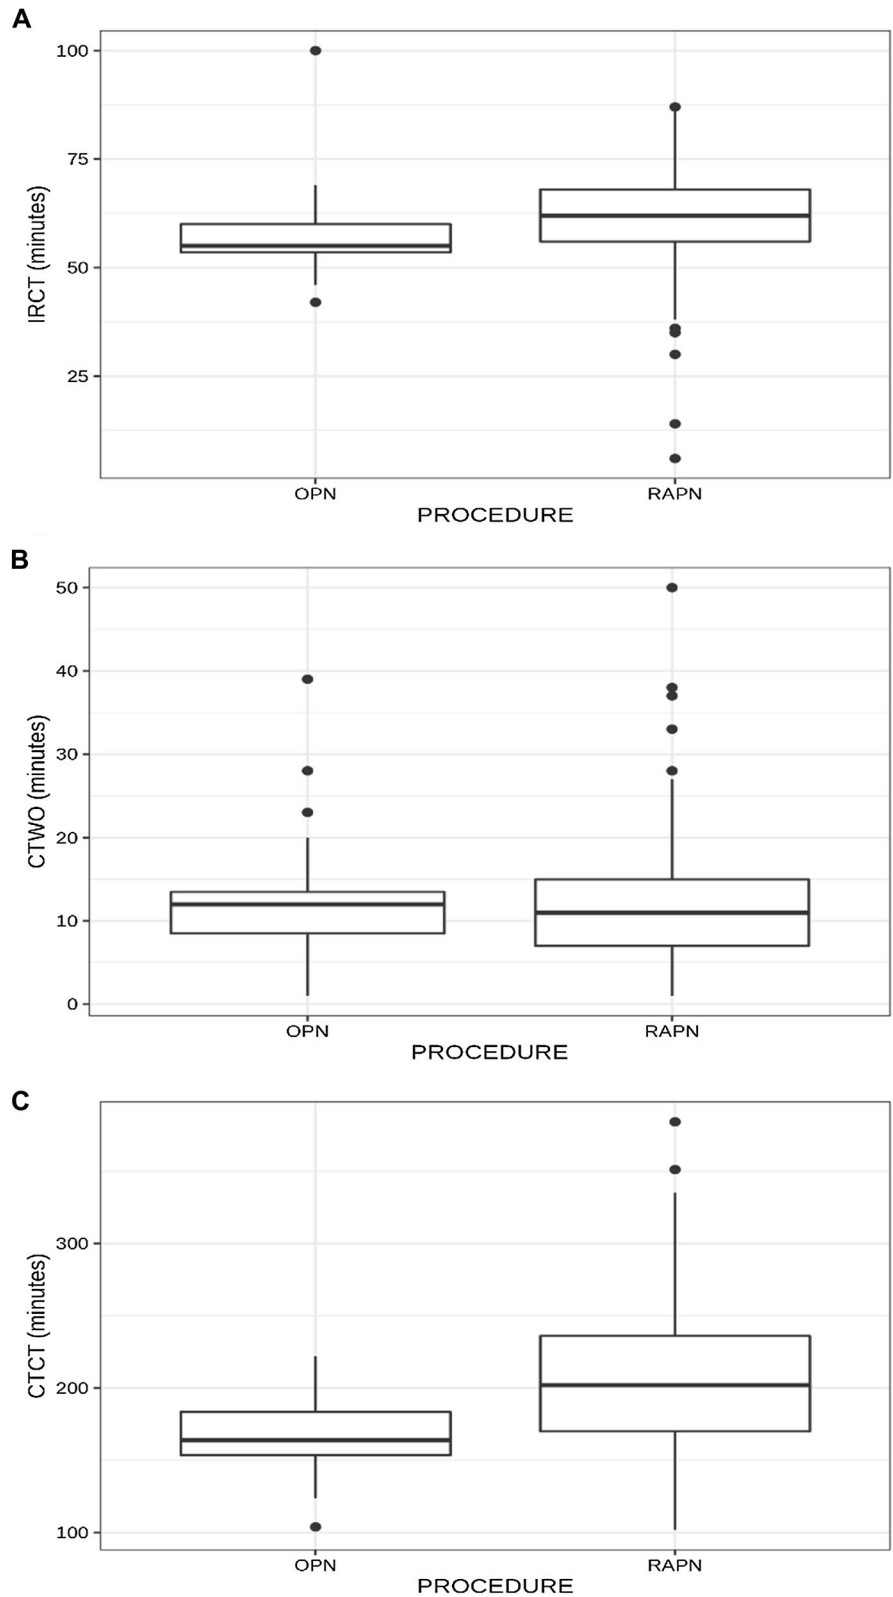 A
100
75
50
25
IRCT (minutes)
OPN RAPN
PROCEDURE
B
50
40
30
20
10
0
CTWO (minutes)
OPN RAPN
PROCEDURE
C
300
200
100
CTCT (minutes)
OPN RAPN
PROCEDURE